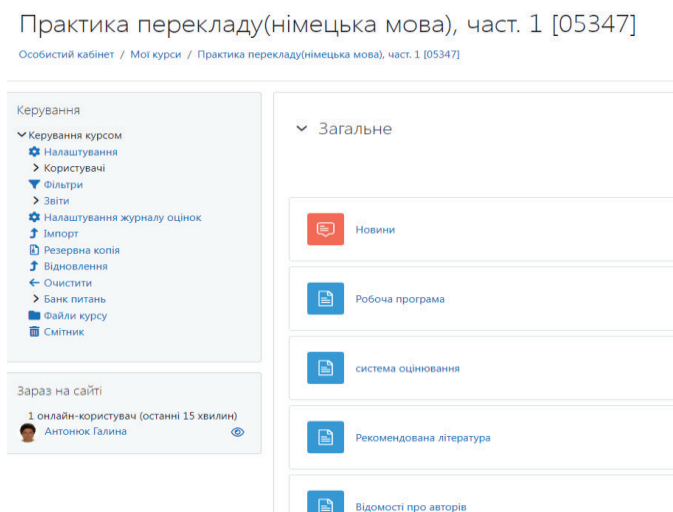 Практика перекладу(німецька мова), част. 1 [05347]
Особистий кабінет / Мої курси / Практика перекладу(німецька мова), част. 1 [05347]
Керування
Керування курсом
Налаштування
Користувачі
Фільтри
Звіти
Налаштування журналу оцінок
Імпорт
Резервна копія
Відновлення
Очистити
Банк питань
Файли курсу
Смітник
Зараз на сайті
1 онлайн-користувач (останні 15 хвилин)
Антонюк Галина
Загальне
Новини
Робоча програма
система оцінювання
Рекомендована література
Відомості про авторів